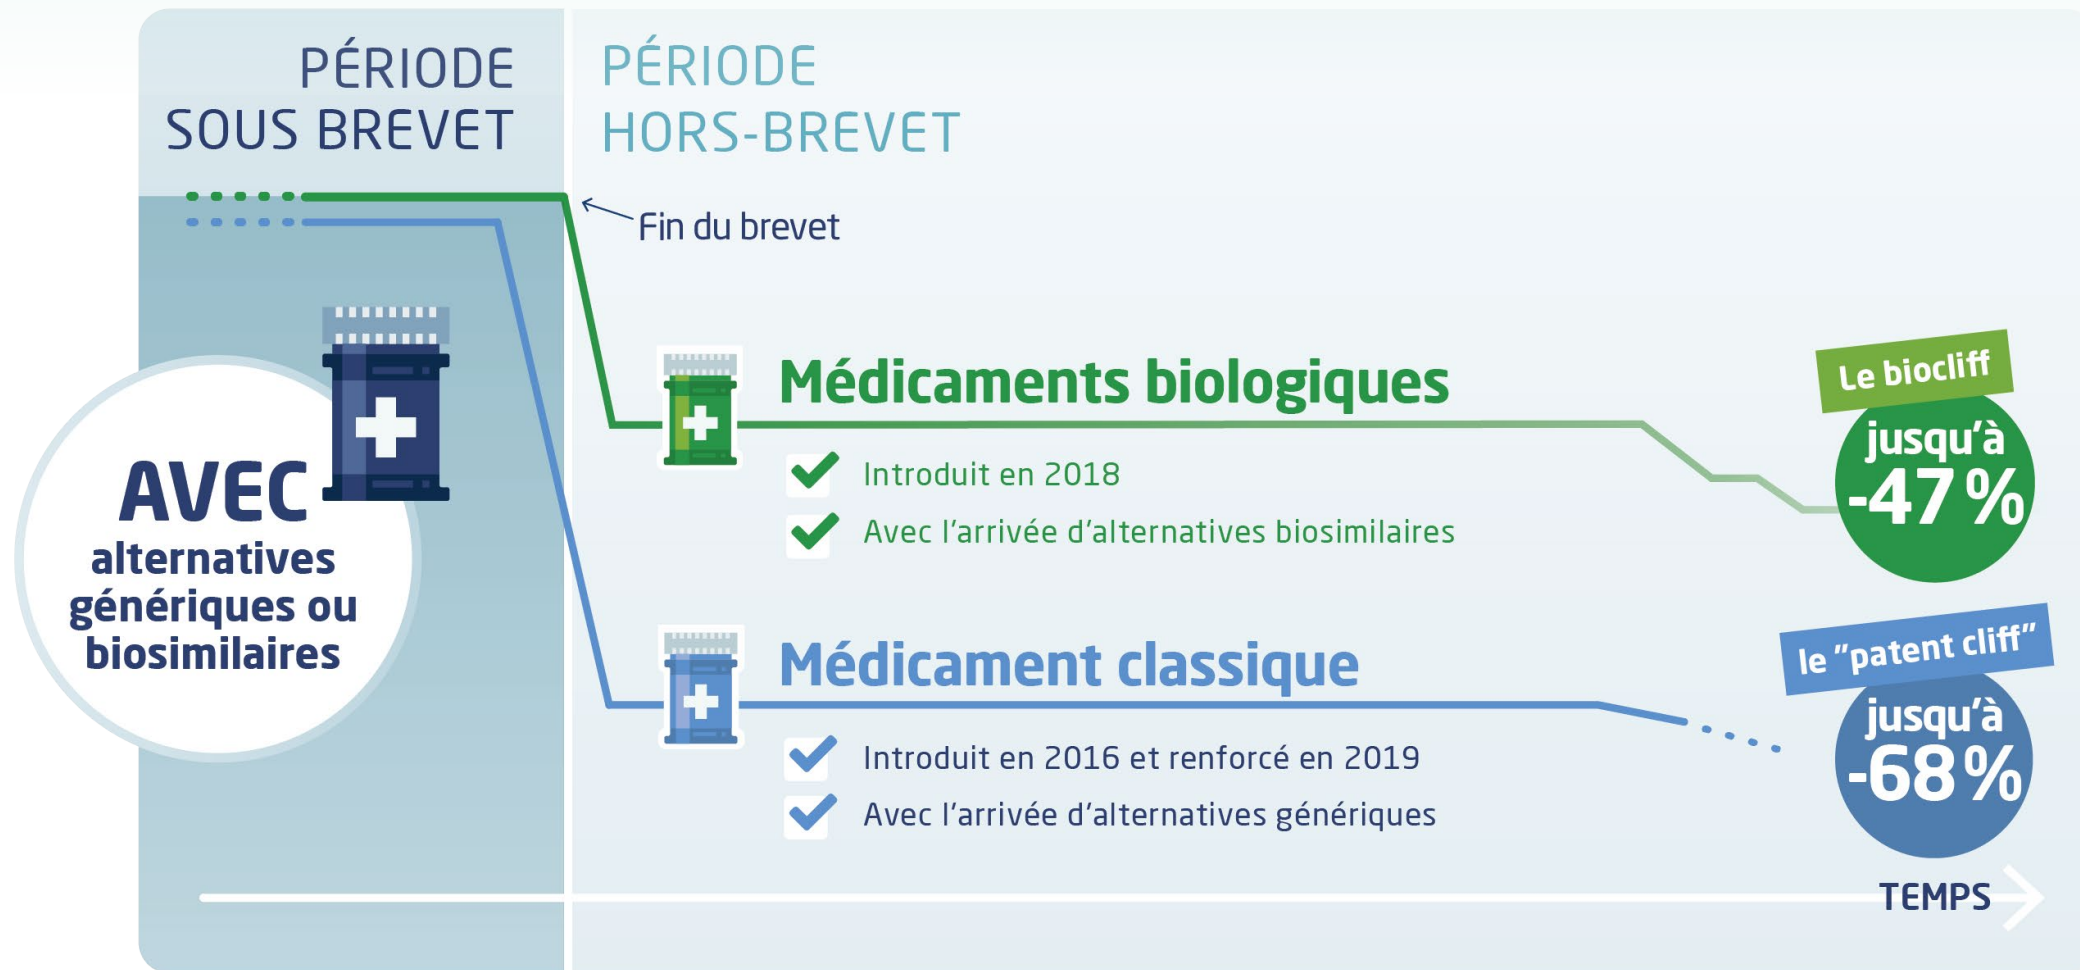 PÉRIODE
SOUS BREVET
PÉRIODE
HORS-BREVET
Fin du brevet
AVEC
alternatives
génériques ou
biosimilaires
Médicaments biologiques
Introduit en 2018
Avec l'arrivée d'alternatives biosimilaires
Le biocliff
jusqu'à
-47 %
Médicament classique
Introduit en 2016 et renforcé en 2019
Avec l'arrivée d'alternatives génériques
le "patent cliff"
jusqu'à
-68 %
TEMPS